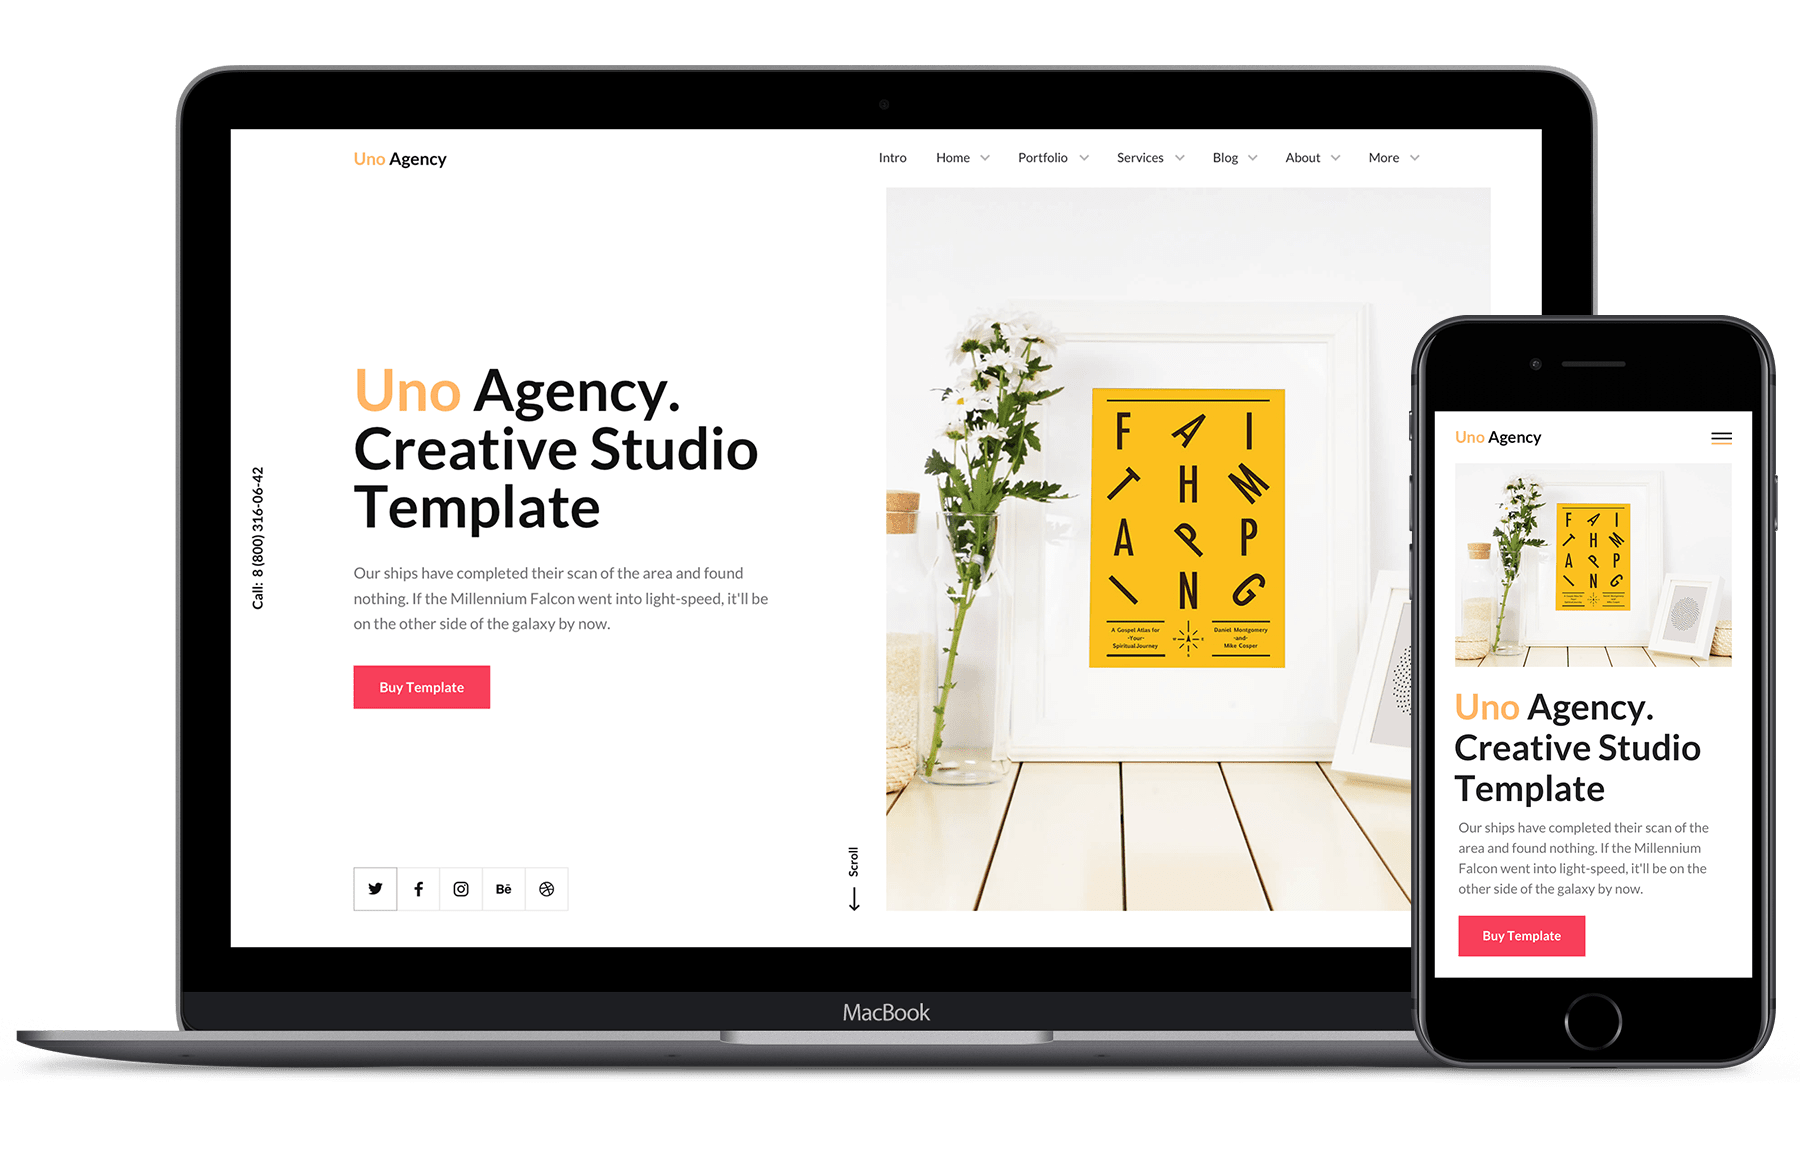 Uno Agency
Intro Home Portfolio Services Blog About More
Call: 8 (800) 316-06-42
Uno Agency.
Creative Studio
Template
Our ships have completed their scan of the area and found
nothing. If the Millennium Falcon went into light-speed, it'll be
on the other side of the galaxy by now.
Buy Template
Bē
Scroll
F A I
T H M
A P P
I N G
A Gospel Atlas for
-Your-
Spiritual Journey
W E
S
Daniel Montgomery
-and-
Mike Cosper
MacBook
Uno Agency
F A I
T H M
A P P
I N G
Uno Agency.
Creative Studio
Template
Our ships have completed their scan of the
area and found nothing. If the Millennium
Falcon went into light-speed, it'll be on the
other side of the galaxy by now.
Buy Template